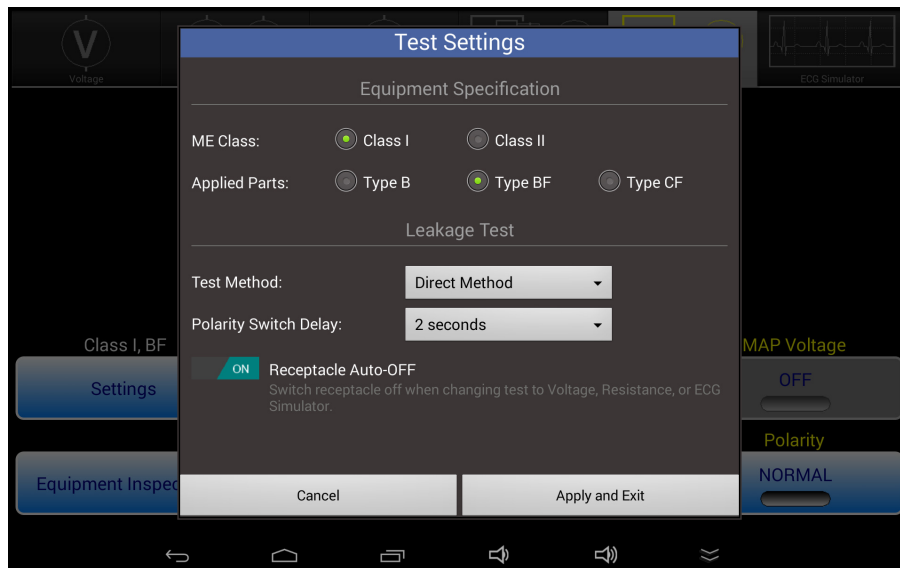 Test Settings
V
Voltage
ECG Simulator
Equipment Specification
ME Class:
Class I
Class II
Applied Parts:
Type B
Type BF
Type CF
Leakage Test
Test Method:
Direct Method
Polarity Switch Delay:
2 seconds
Class I, BF
MAP Voltage
ON
Receptacle Auto-OFF
Switch receptacle off when changing test to Voltage, Resistance, or ECG
Simulator.
Settings
OFF
Polarity
Equipment Inspec
NORMAL
Cancel
Apply and Exit